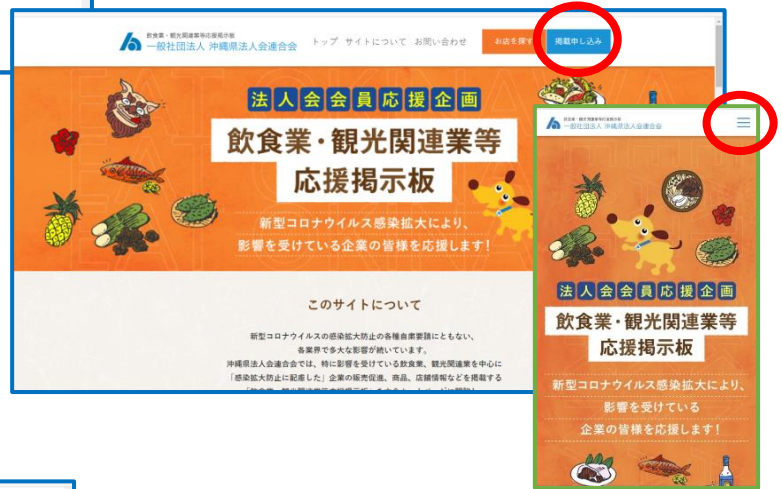 飲食業・観光関連業等応援掲示板
一般社団法人 沖縄県法人会連合会
トップ サイトについて お問い合わせ
お店を探す
掲載申し込み
法人会会員応援企画
飲食業・観光関連業等
応援掲示板
新型コロナウイルス感染拡大により、
影響を受けている企業の皆様を応援します！
このサイトについて
新型コロナウイルスの感染拡大防止の各種自粛要請にともない、
各業界で多大な影響が続いています。
沖縄県法人会連合会では、特に影響を受けている飲食業、観光関連業を中心に
「感染拡大防止に配慮した」企業の販売促進、商品、店舗情報などを掲載する
飲食業・観光関連業等応援掲示板
一般社団法人 沖縄県法人会連合会
法人会会員応援企画
飲食業・観光関連業等
応援掲示板
新型コロナウイルス感染拡大により、
影響を受けている
企業の皆様を応援します！